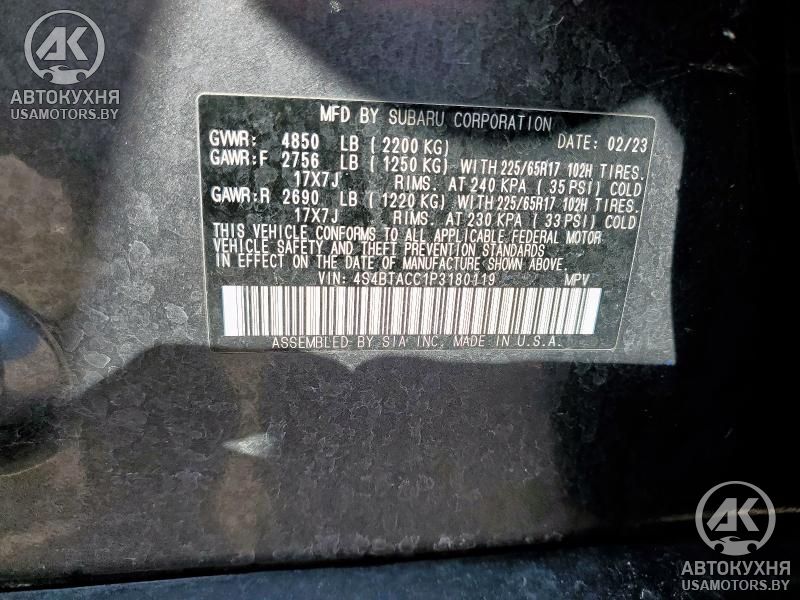 AK
АВТОКУХНЯ
USAMOTORS.BY
MFD BY SUBARU CORPORATION
GVWR: 4850 LB ( 2200 KG) DATE: 02/23
GAWR:F 2756 LB ( 1250 KG) WITH 225/65R17 102H TIRES.
17X7J RIMS. AT 240 KPA ( 35 PSI) COLD
GAWR:R 2690 LB ( 1220 KG) WITH 225/65R17 102H TIRES.
17X7J RIMS. AT 230 KPA ( 33 PSI) COLD
THIS VEHICLE CONFORMS TO ALL APPLICABLE FEDERAL MOTOR
VEHICLE SAFETY AND THEFT PREVENTION STANDARDS
IN EFFECT ON THE DATE OF MANUFACTURE SHOWN ABOVE.
VIN: 4S4BTACC1P3180119 MPV
ASSEMBLED BY SIA INC. MADE IN U.S.A.
AK
АВТОКУХНЯ
USAMOTORS.BY